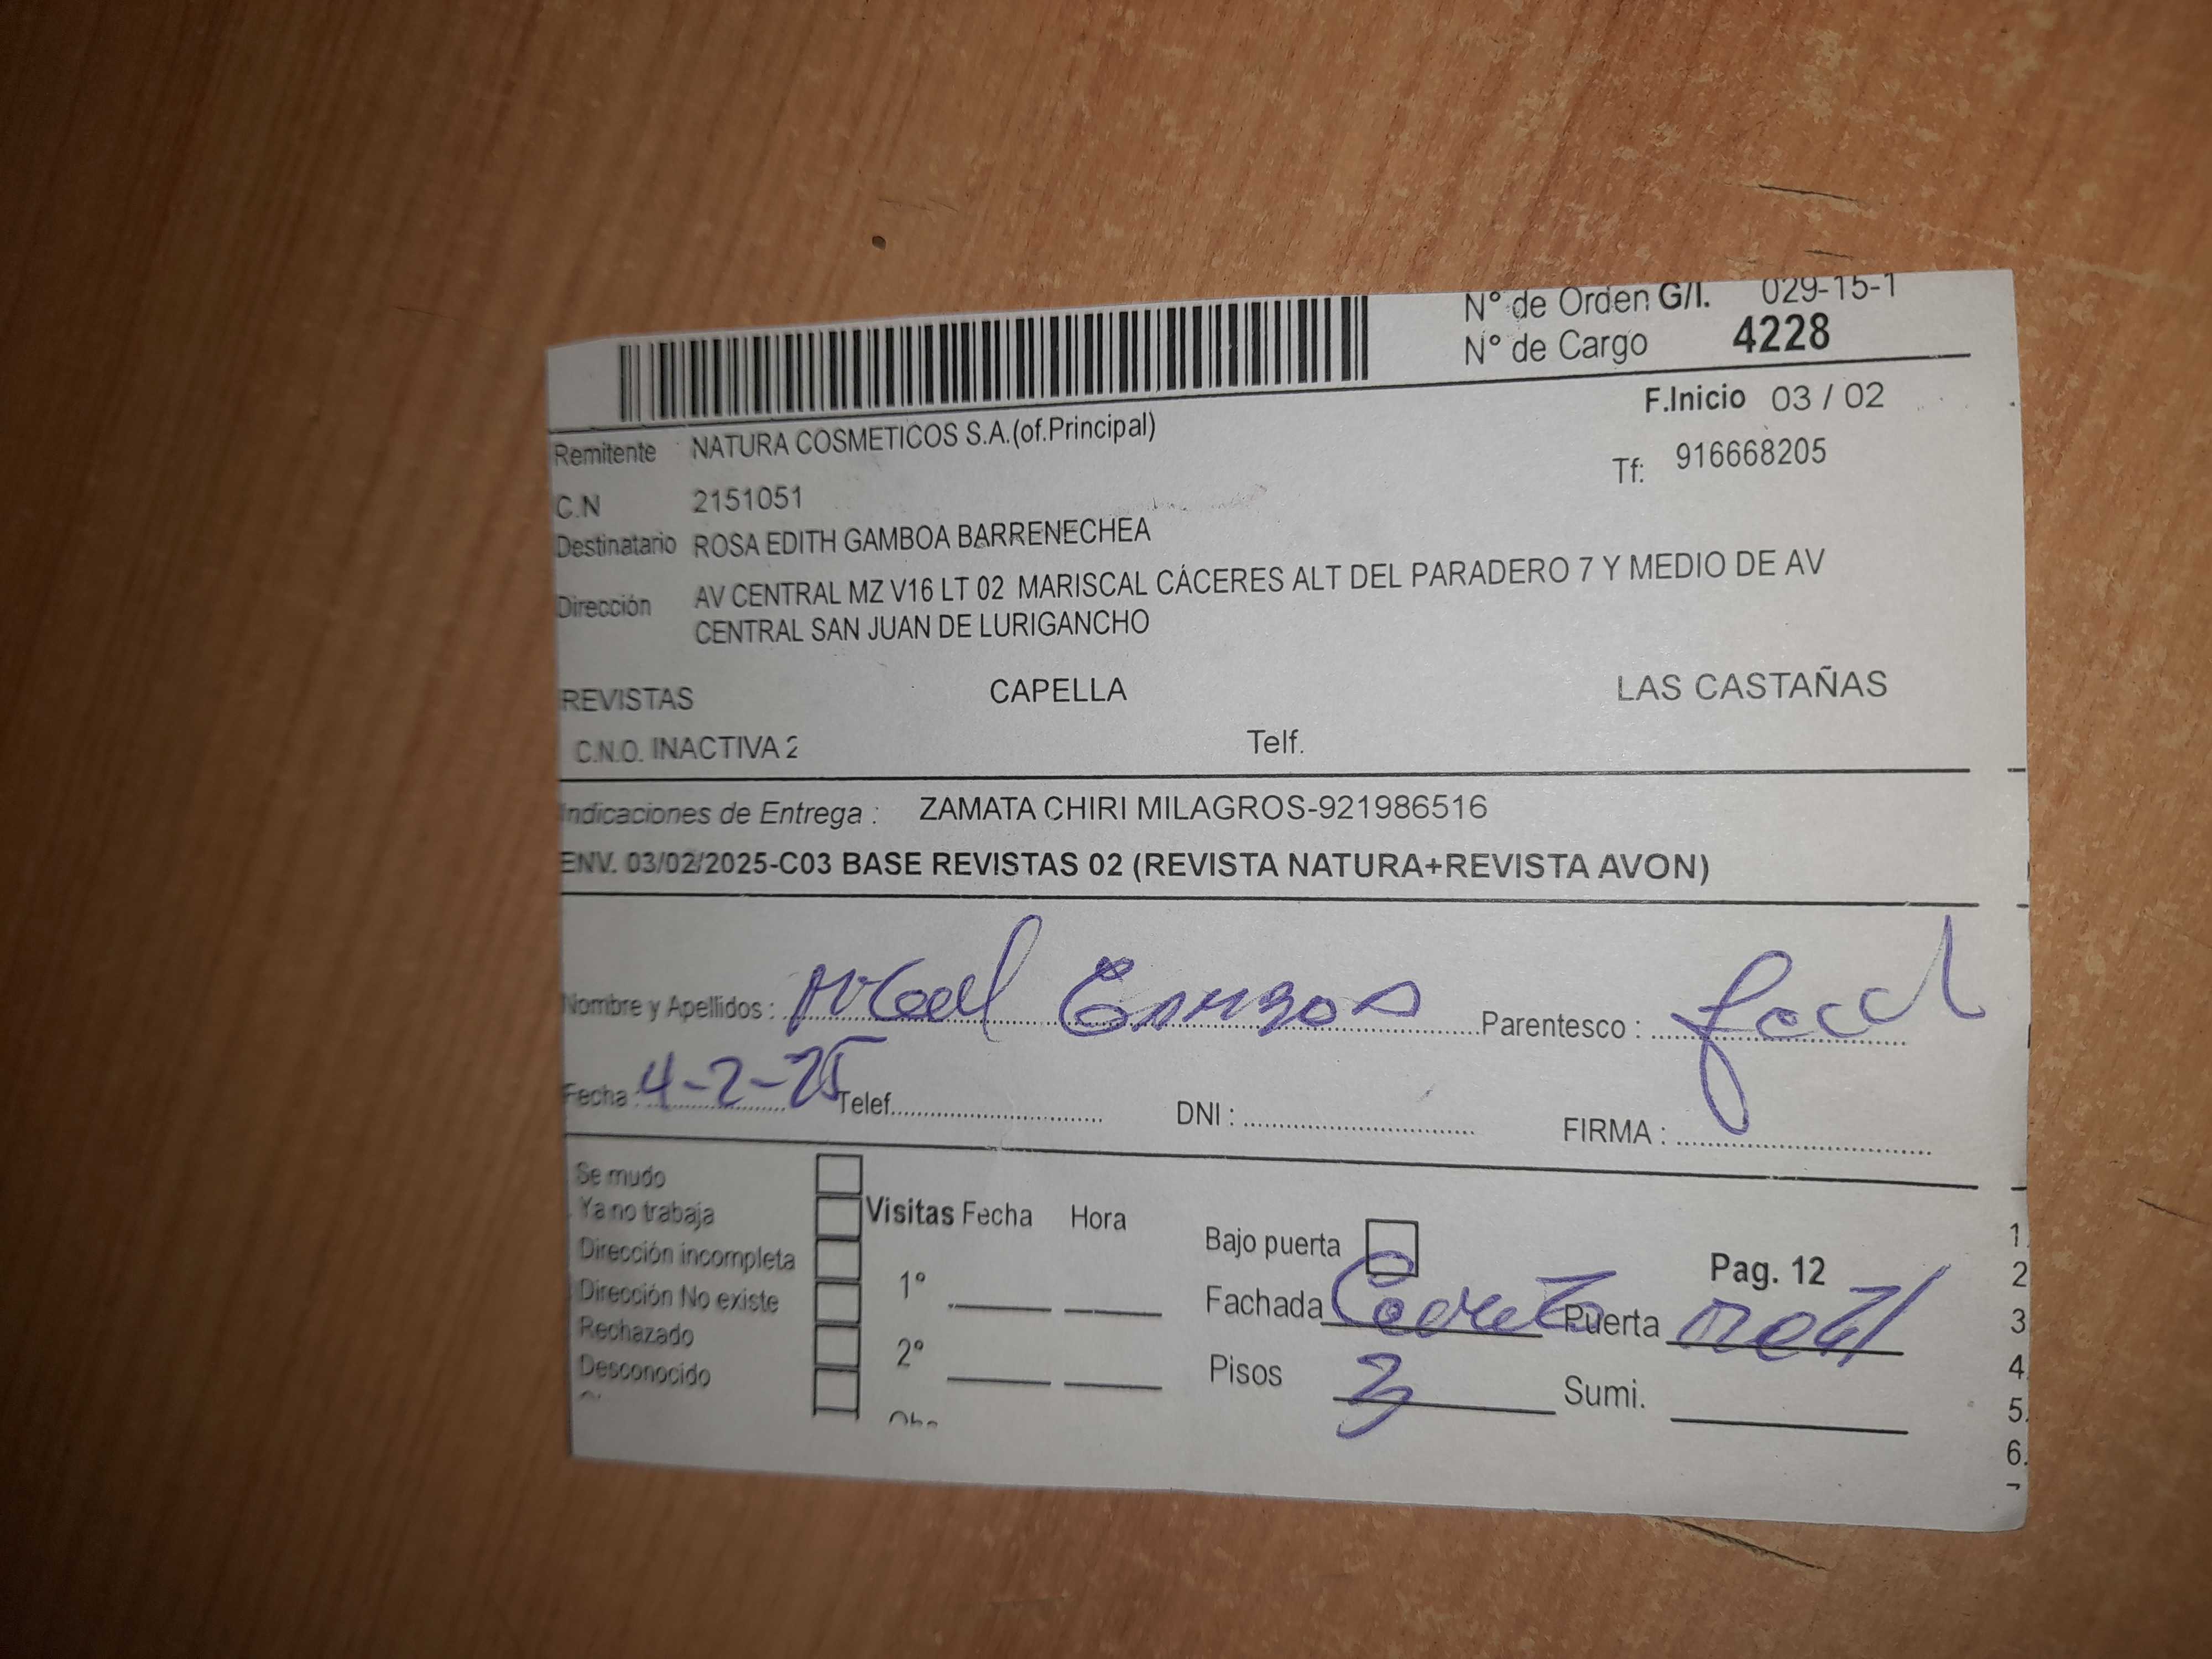 N° de Orden G/I. 029-15-1
N° de Cargo 4228
F.Inicio 03 / 02
Remitente NATURA COSMETICOS S.A.(of.Principal)
Tf: 916668205
C.N 2151051
Destinatario ROSA EDITH GAMBOA BARRENECHEA
Dirección AV CENTRAL MZ V16 LT 02 MARISCAL CÁCERES ALT DEL PARADERO 7 Y MEDIO DE AV
CENTRAL SAN JUAN DE LURIGANCHO
REVISTAS CAPELLA LAS CASTAÑAS
C.N.O. INACTIVA 2 Telf.
Indicaciones de Entrega : ZAMATA CHIRI MILAGROS-921986516
ENV. 03/02/2025-C03 BASE REVISTAS 02 (REVISTA NATURA+REVISTA AVON)
Nombre y Apellidos : Parentesco :
Fecha : 4-2-25 Telef. DNI : FIRMA :
Se mudo
Ya no trabaja
Dirección incompleta
Dirección No existe
Rechazado
Desconocido
Visitas Fecha Hora
1°
2°
Bajo puerta
Pag. 12
Fachada Puerta
Pisos 3 Sumi.
1.
2
3
4.
5.
6.